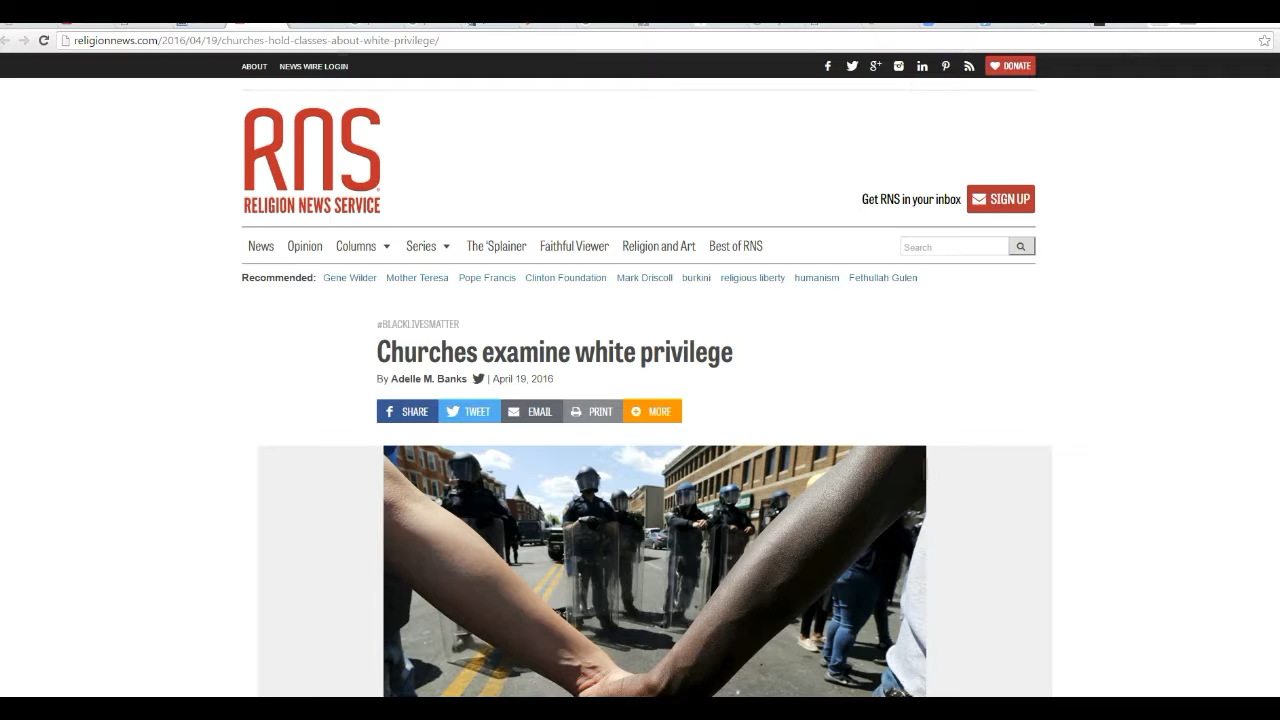 religionnews.com/2016/04/19/churches-hold-classes-about-white-privilege/
ABOUT NEWS WIRE LOGIN
DONATE
RNS
RELIGION NEWS SERVICE
Get RNS in your inbox SIGN UP
News Opinion Columns Series The 'Splainer Faithful Viewer Religion and Art Best of RNS Search
Recommended: Gene Wilder Mother Teresa Pope Francis Clinton Foundation Mark Driscoll burkini religious liberty humanism Fethullah Gulen
#BLACKLIVESMATTER
Churches examine white privilege
By Adelle M. Banks | April 19, 2016
SHARE TWEET EMAIL PRINT MORE